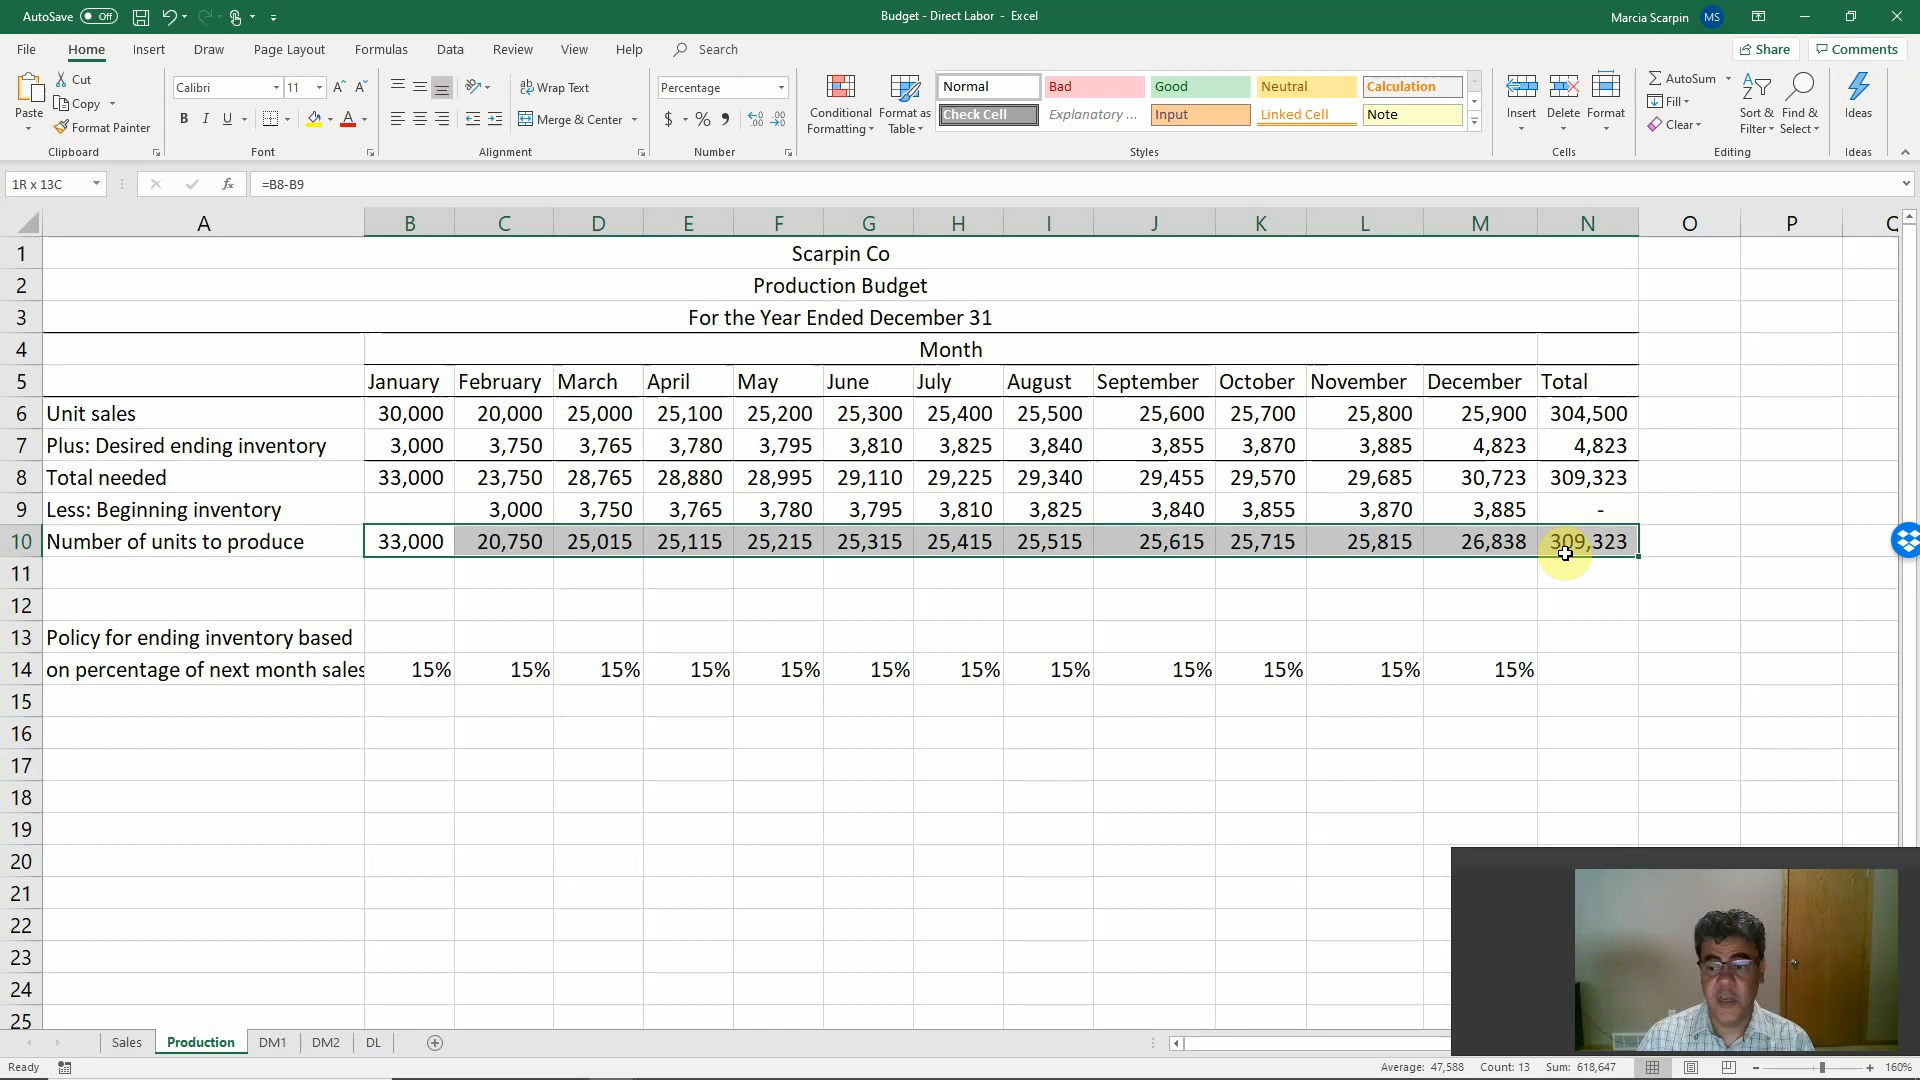 AutoSave Off
Budget - Direct Labor - Excel
Marcia Scarpin MS
File Home Insert Draw Page Layout Formulas Data Review View Help Search
Share Comments
Paste Cut Copy Format Painter
Clipboard
Calibri 11
B I U
Font
Wrap Text
Merge & Center
Alignment
Percentage
$ % ,
Number
Conditional Formatting
Format as Table
Normal Bad Good Neutral Calculation
Check Cell Explanatory ... Input Linked Cell Note
Styles
Insert Delete Format
Cells
AutoSum
Fill
Clear
Sort & Filter
Find & Select
Editing
Ideas
Ideas
1R x 13C fx =B8-B9
A B C D E F G H I J K L M N O P Q
1 Scarpin Co
2 Production Budget
3 For the Year Ended December 31
4 Month
5 January February March April May June July August September October November December Total
6 Unit sales 30,000 20,000 25,000 25,100 25,200 25,300 25,400 25,500 25,600 25,700 25,800 25,900 304,500
7 Plus: Desired ending inventory 3,000 3,750 3,765 3,780 3,795 3,810 3,825 3,840 3,855 3,870 3,885 4,823 4,823
8 Total needed 33,000 23,750 28,765 28,880 28,995 29,110 29,225 29,340 29,455 29,570 29,685 30,723 309,323
9 Less: Beginning inventory 3,000 3,750 3,765 3,780 3,795 3,810 3,825 3,840 3,855 3,870 3,885 -
10 Number of units to produce 33,000 20,750 25,015 25,115 25,215 25,315 25,415 25,515 25,615 25,715 25,815 26,838 309,323
11
12
13 Policy for ending inventory based
14 on percentage of next month sales 15% 15% 15% 15% 15% 15% 15% 15% 15% 15% 15% 15%
15
16
17
18
19
20
21
22
23
24
25
Sales Production DM1 DM2 DL
Ready
Average: 47,588 Count: 13 Sum: 618,647
160%